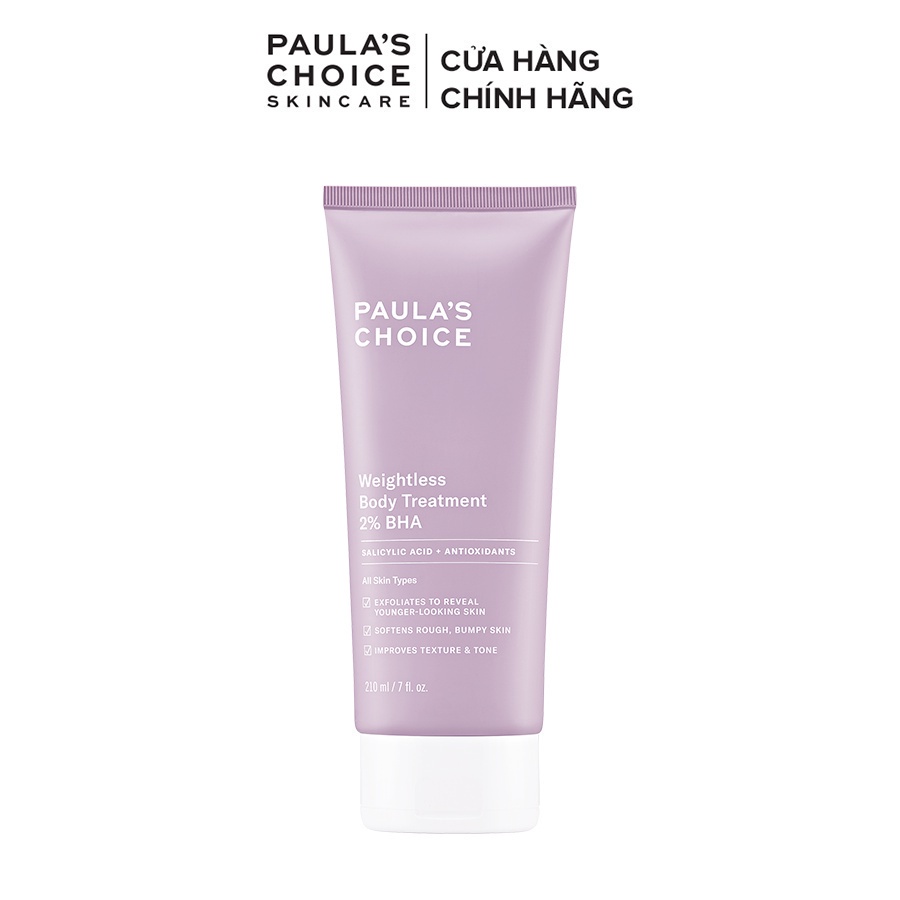 PAULA'S
CHOICE
SKINCARE
CỬA HÀNG
CHÍNH HÃNG
PAULA'S
CHOICE
Weightless
Body Treatment
2% BHA
SALICYLIC ACID + ANTIOXIDANTS
All Skin Types
EXFOLIATES TO REVEAL
YOUNGER-LOOKING SKIN
SOFTENS ROUGH, BUMPY SKIN
IMPROVES TEXTURE & TONE
210 ml / 7 fl. oz.